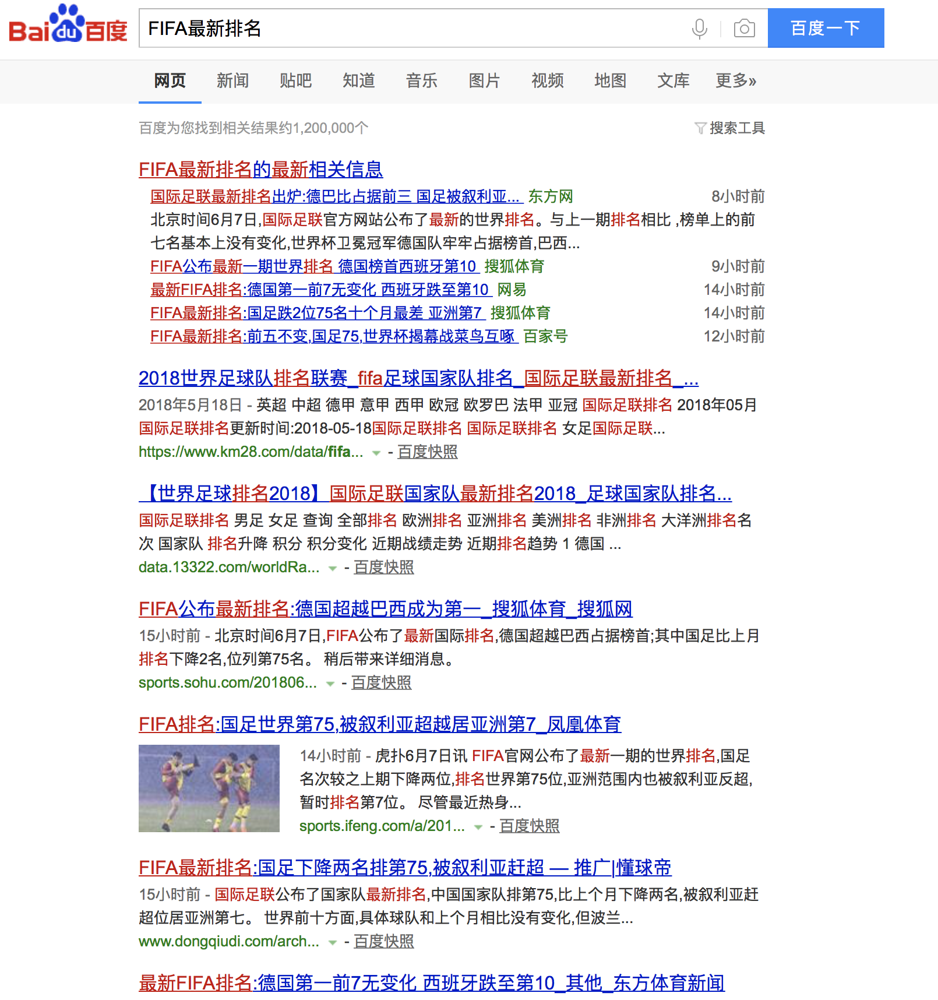 Bai du 百度
FIFA最新排名
百度一下
网页 新闻 贴吧 知道 音乐 图片 视频 地图 文库 更多»
百度为您找到相关结果约1,200,000个 搜索工具
FIFA最新排名的最新相关信息
国际足联最新排名出炉:德巴比占据前三 国足被叙利亚... 东方网 8小时前
北京时间6月7日,国际足联官方网站公布了最新的世界排名。与上一期排名相比 ,榜单上的前
七名基本上没有变化,世界杯卫冕冠军德国队牢牢占据榜首,巴西...
FIFA公布最新一期世界排名 德国榜首西班牙第10 搜狐体育 9小时前
最新FIFA排名:德国第一前7无变化 西班牙跌至第10 网易 14小时前
FIFA最新排名:国足跌2位75名十个月最差 亚洲第7 搜狐体育 14小时前
FIFA最新排名:前五不变,国足75,世界杯揭幕战菜鸟互啄 百家号 12小时前
2018世界足球队排名联赛_fifa足球国家队排名_国际足联最新排名_...
2018年5月18日 - 英超 中超 德甲 意甲 西甲 欧冠 欧罗巴 法甲 亚冠 国际足联排名 2018年05月
国际足联排名更新时间:2018-05-18国际足联排名 国际足联排名 女足国际足联...
https://www.km28.com/data/fifa... - 百度快照
【世界足球排名2018】国际足联国家队最新排名2018_足球国家队排名...
国际足联排名 男足 女足 查询 全部排名 欧洲排名 亚洲排名 美洲排名 非洲排名 大洋洲排名名
次 国家队 排名升降 积分 积分变化 近期战绩走势 近期排名趋势 1 德国 ...
data.13322.com/worldRa... - 百度快照
FIFA公布最新排名:德国超越巴西成为第一_搜狐体育_搜狐网
15小时前 - 北京时间6月7日,FIFA公布了最新国际排名,德国超越巴西占据榜首;其中国足比上月
排名下降2名,位列第75名。 稍后带来详细消息。
sports.sohu.com/201806... - 百度快照
FIFA排名:国足世界第75,被叙利亚超越居亚洲第7_凤凰体育
14小时前 - 虎扑6月7日讯 FIFA官网公布了最新一期的世界排名,国足
名次较之上期下降两位,排名世界第75位,亚洲范围内也被叙利亚反超,
暂时排名第7位。 尽管最近热身...
sports.ifeng.com/a/201... - 百度快照
FIFA最新排名:国足下降两名排第75,被叙利亚赶超 — 推广|懂球帝
15小时前 - 国际足联公布了国家队最新排名,中国国家队排第75,比上个月下降两名,被叙利亚赶
超位居亚洲第七。 世界前十方面,具体球队和上个月相比没有变化,但波兰...
www.dongqiudi.com/arch... - 百度快照
最新FIFA排名:德国第一前7无变化 西班牙跌至第10_其他_东方体育新闻